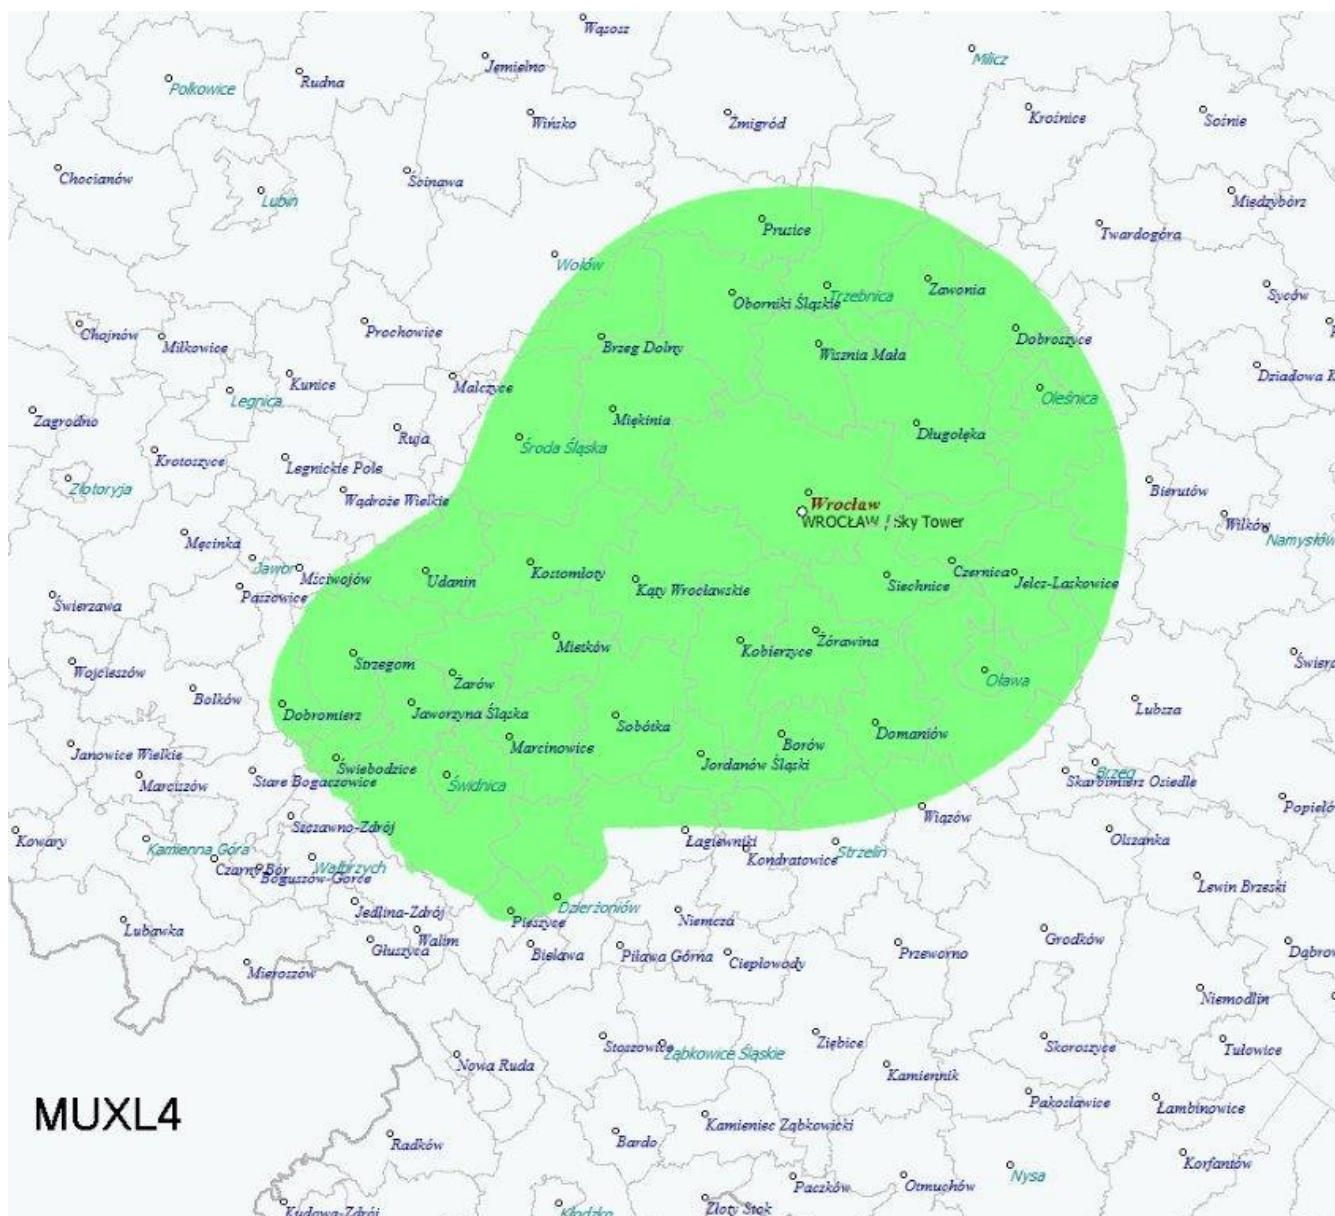 Wąsosz
Jemielno
Milicz
Polkowice
Rudna
Wińsko
Żmigród
Krośnice
Sośnie
Chocianów
Ścinawa
Lubin
Międzybórz
Prusice
Twardogóra
Wołów
Oborniki Śląskie
Trzebnica
Zawonia
Syców
Chojnów
Miłkowice
Prochowice
Brzeg Dolny
Wisznia Mała
Dobroszyce
Dziadowa K
Kunice
Malczyce
Legnica
Oleśnica
Zagrodno
Miękinia
Ruja
Środa Śląska
Długołęka
Krotoszyce
Legnickie Pole
Złotoryja
Wądroże Wielkie
Bierutów
Wrocław
WROCŁAW / Sky Tower
Wilków
Namysłów
Męcinka
Jawor
Mściwojów
Udanin
Kostomłoty
Kąty Wrocławskie
Siechnice
Czernica
Jelcz-Laskowice
Paszowice
Świerzawa
Mietków
Kobierzyce
Żórawina
Strzegom
Wojcieszów
Żarów
Oława
Świerc
Bolków
Dobromierz
Jaworzyna Śląska
Sobótka
Lubsza
Marcinowice
Borów
Domaniów
Janowice Wielkie
Jordanów Śląski
Świebodzice
Stare Bogaczowice
Marciszów
Świdnica
Brzeg
Skarbimierz Osiedle
Popielów
Szczawno-Zdrój
Wiązów
Kowary
Kamienna Góra
Łagiewniki
Kondratowice
Strzelin
Olszanka
Czarny Bór
Boguszów-Gorce
Wałbrzych
Lewin Brzeski
Jedlina-Zdrój
Pieszyce
Dzierżoniów
Niemcza
Lubawka
Głuszyca
Walim
Bielawa
Piława Górna
Ciepłowody
Przeworno
Grodków
Dąbrow
Mieroszów
Niemodlin
Stoszowice
Ząbkowice Śląskie
Ziębice
Skoroszyce
Tułowice
Nowa Ruda
Kamiennik
MUXL4
Pakosławice
Łambinowice
Radków
Bardo
Kamieniec Ząbkowicki
Korfantów
Paczków
Otmuchów
Nysa
Kudowa-Zdrój
Kłodzko
Złoty Stok